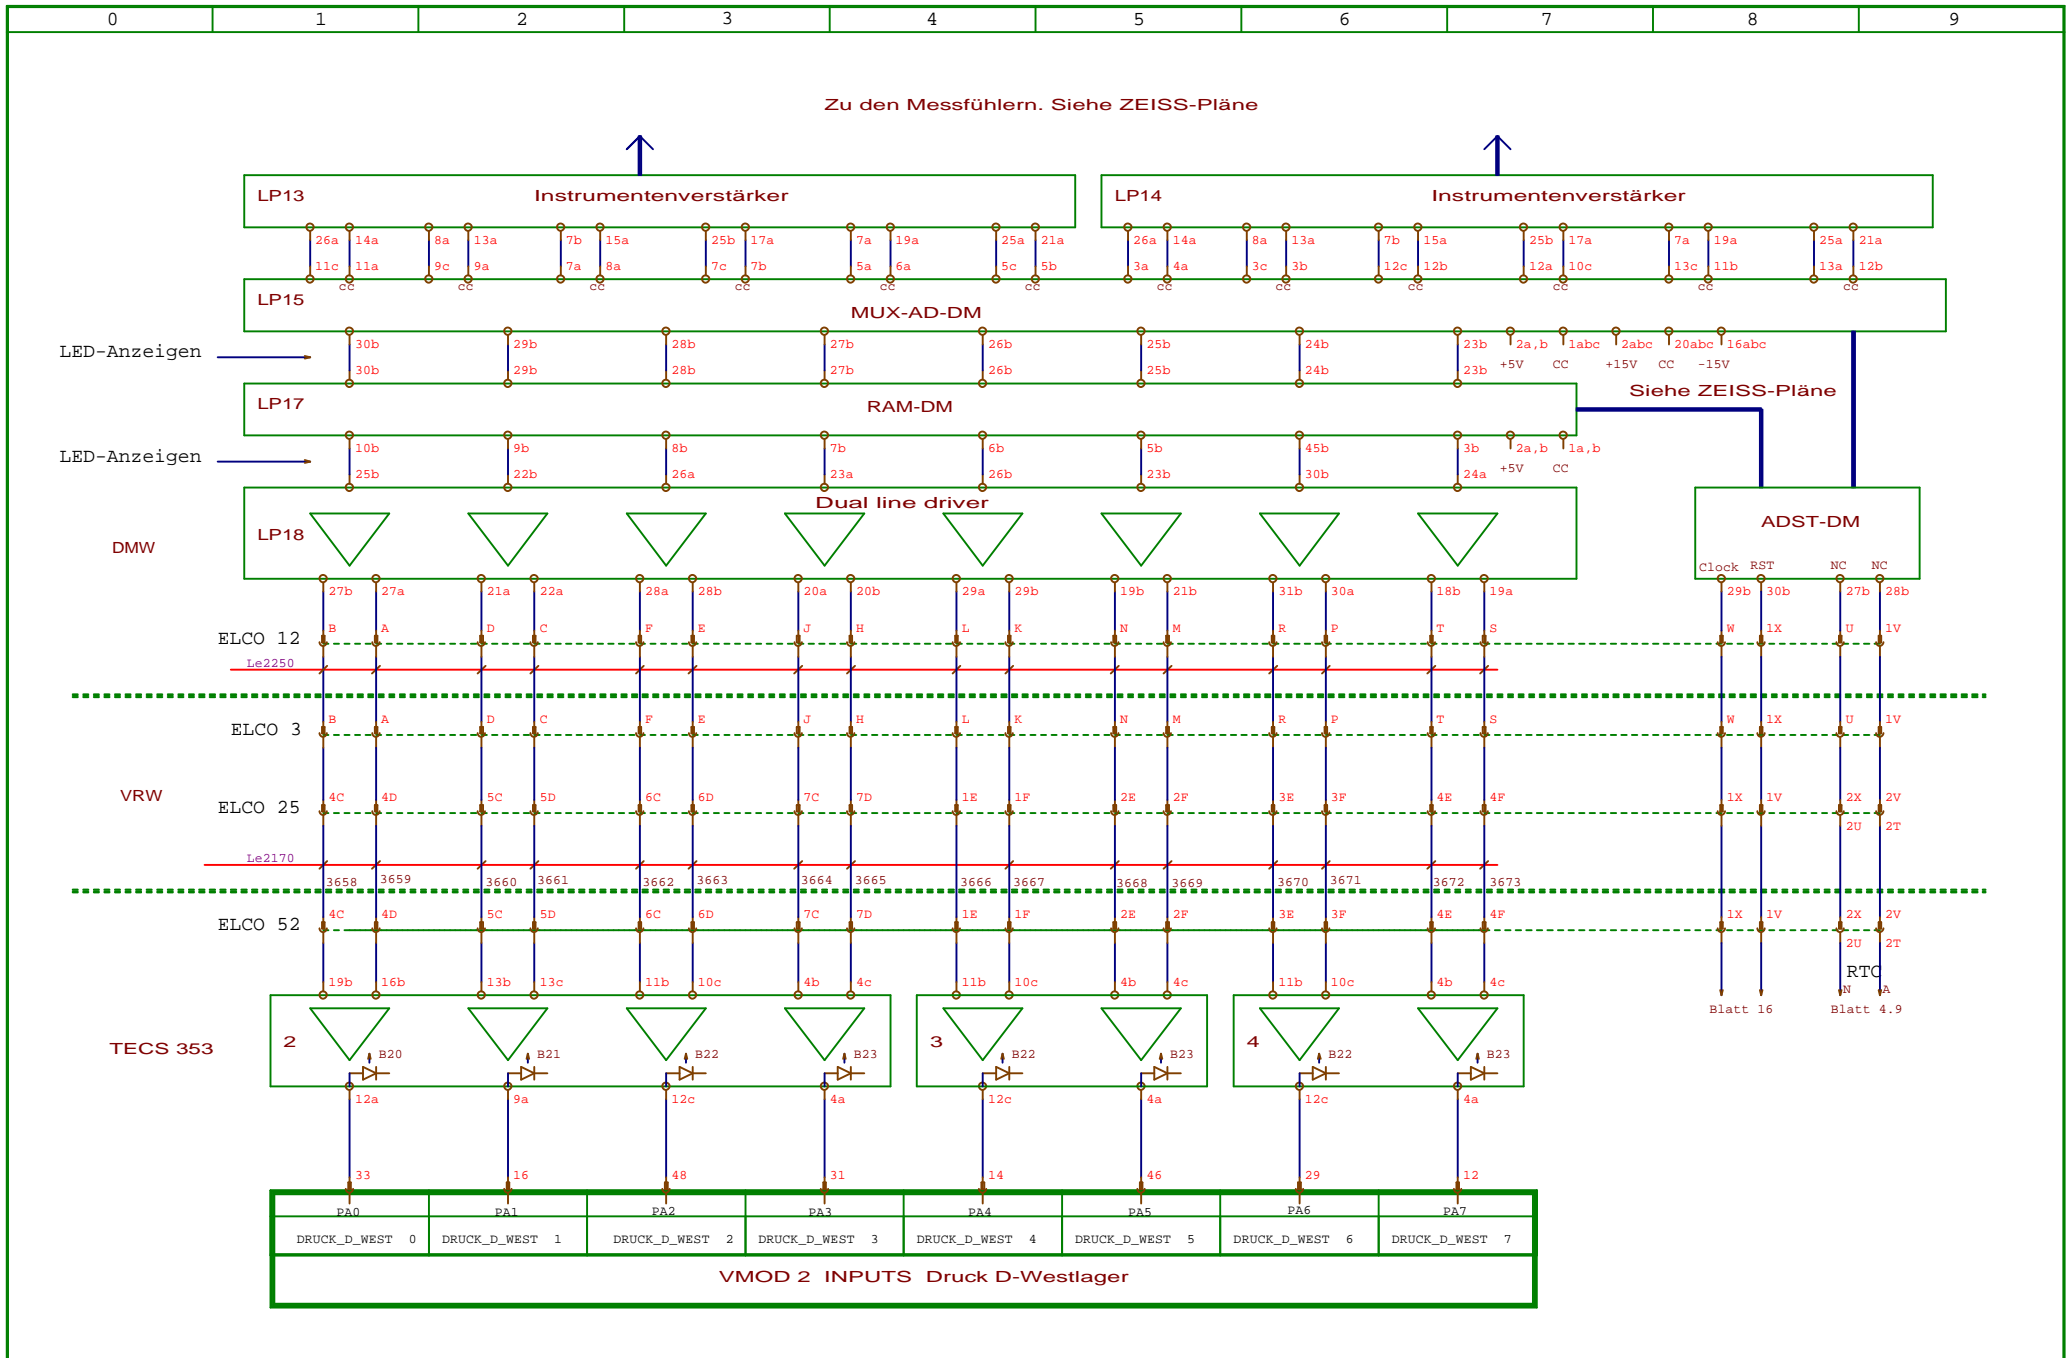 0 1 2 3 4 5 6 7 8 9
Zu den Messfühlern. Siehe ZEISS-Pläne
LP13 Instrumentenverstärker LP14 Instrumentenverstärker
26a 14a 8a 13a 7b 15a 25b 17a 7a 19a 25a 21a 26a 14a 8a 13a 7b 15a 25b 17a 7a 19a 25a 21a
11c 11a 9c 9a 7a 8a 7c 7b 5a 6a 5c 5b 3a 4a 3c 3b 12c 12b 12a 10c 13c 11b 13a 12b
cc cc cc cc cc cc cc cc cc cc cc cc
LP15 MUX-AD-DM
LED-Anzeigen
30b 29b 28b 27b 26b 25b 24b 23b 2a,b 1abc 2abc 20abc 16abc
30b 29b 28b 27b 26b 25b 24b 23b +5V CC +15V CC -15V
Siehe ZEISS-Pläne
LP17 RAM-DM
LED-Anzeigen
10b 9b 8b 7b 6b 5b 45b 3b 2a,b 1a,b
25b 22b 26a 23a 26b 23b 30b 24a +5V CC
Dual line driver
LP18
ADST-DM
DMW
Clock RST NC NC
27b 27a 21a 22a 28a 28b 20a 20b 29a 29b 19b 21b 31b 30a 18b 19a 29b 30b 27b 28b
ELCO 12 B A D C F E J H L K N M R P T S W 1X U 1V
Le2250
ELCO 3 B A D C F E J H L K N M R P T S W 1X U 1V
VRW
ELCO 25 4C 4D 5C 5D 6C 6D 7C 7D 1E 1F 2E 2F 3E 3F 4E 4F 1X 1V 2X 2V
2U 2T
Le2170
3658 3659 3660 3661 3662 3663 3664 3665 3666 3667 3668 3669 3670 3671 3672 3673
ELCO 52 4C 4D 5C 5D 6C 6D 7C 7D 1E 1F 2E 2F 3E 3F 4E 4F 1X 1V 2X 2V
2U 2T
19b 16b 13b 13c 11b 10c 4b 4c 11b 10c 4b 4c 11b 10c 4b 4c
RTC
N A
Blatt 16 Blatt 4.9
TECS 353 2 3 4
B20 B21 B22 B23 B22 B23 B22 B23
12a 9a 12c 4a 12c 4a 12c 4a
33 16 48 31 14 46 29 12
PA0 PA1 PA2 PA3 PA4 PA5 PA6 PA7
DRUCK_D_WEST 0 DRUCK_D_WEST 1 DRUCK_D_WEST 2 DRUCK_D_WEST 3 DRUCK_D_WEST 4 DRUCK_D_WEST 5 DRUCK_D_WEST 6 DRUCK_D_WEST 7
VMOD 2 INPUTS Druck D-Westlager